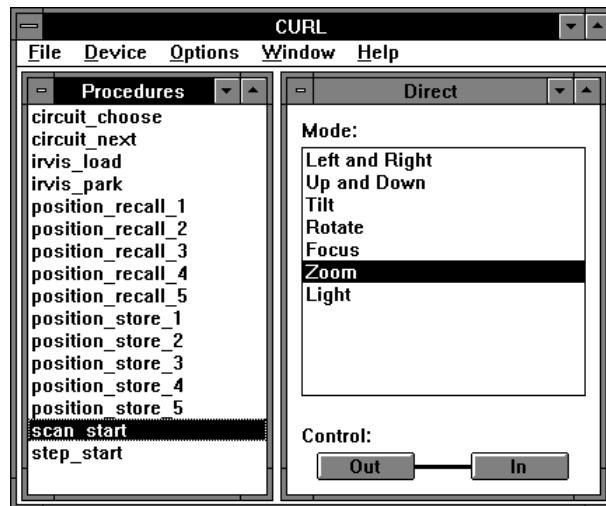 CURL
File Device Options Window Help
Procedures
circuit_choose
circuit_next
irvis_load
irvis_park
position_recall_1
position_recall_2
position_recall_3
position_recall_4
position_recall_5
position_store_1
position_store_2
position_store_3
position_store_4
position_store_5
scan_start
step_start
Direct
Mode:
Left and Right
Up and Down
Tilt
Rotate
Focus
Zoom
Light
Control:
Out In